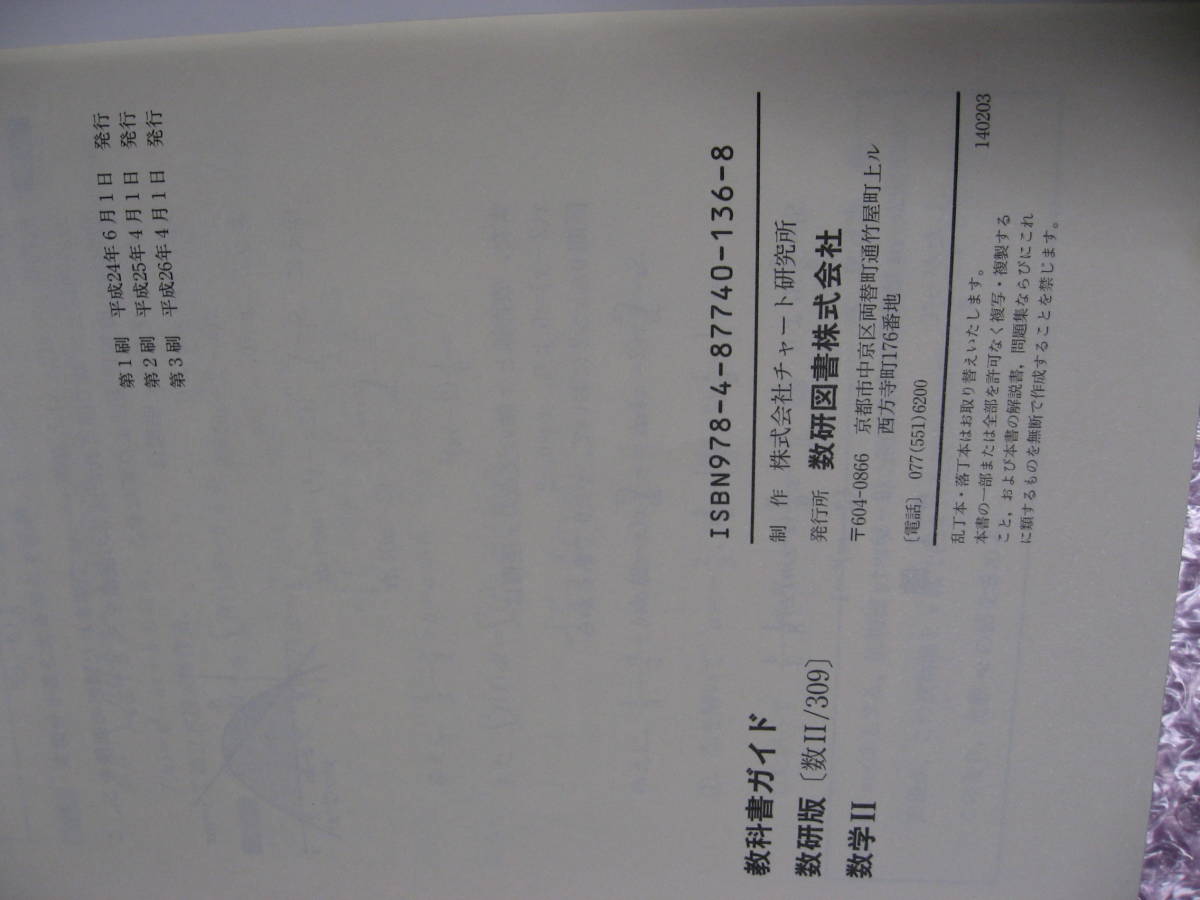 第1刷 平成24年6月1日 発行
第2刷 平成25年4月1日 発行
第3刷 平成26年4月1日 発行
ISBN978-4-87740-136-8
教科書ガイド
数研版〔数II/309〕
数学II
制 作 株式会社チャート研究所
発行所 数研図書株式会社
〒604-0866 京都市中京区両替町通竹屋町上ル
西方寺町176番地
〔電話〕 077(551)6200
乱丁本・落丁本はお取り替えいたします。
本書の一部または全部を許可なく複写・複製する
こと，および本書の解説書，問題集ならびにこれ
に類するものを無断で作成することを禁じます。
140203